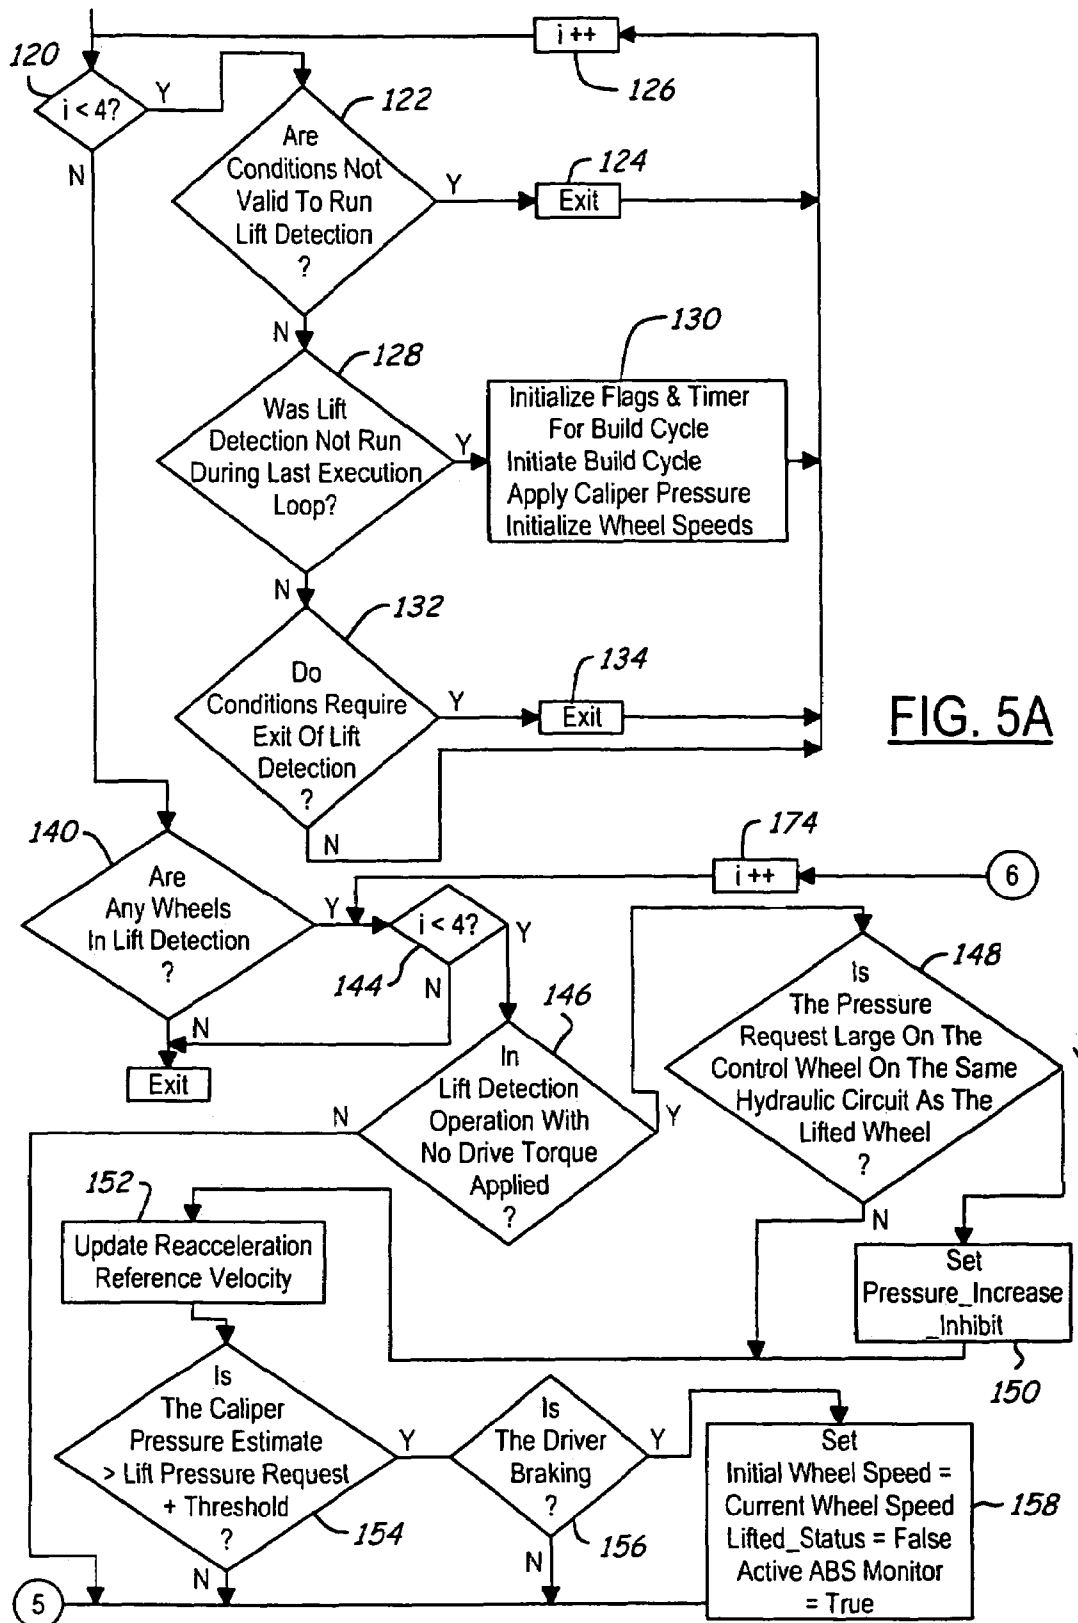 i ++
126
120
i < 4?
Y
N
122
Are
Conditions Not
Valid To Run
Lift Detection
?
Y
124
Exit
N
128
Was Lift
Detection Not Run
During Last Execution
Loop?
Y
130
Initialize Flags & Timer
For Build Cycle
Initiate Build Cycle
Apply Caliper Pressure
Initialize Wheel Speeds
N
132
Do
Conditions Require
Exit Of Lift
Detection
?
Y
134
Exit
N
FIG. 5A
140
Are
Any Wheels
In Lift Detection
?
Y
N
Exit
i < 4?
144
Y
N
174
i ++
6
146
In
Lift Detection
Operation With
No Drive Torque
Applied
?
N
Y
148
Is
The Pressure
Request Large On The
Control Wheel On The Same
Hydraulic Circuit As The
Lifted Wheel
?
N
Set
Pressure_Increase
_Inhibit
150
152
Update Reacceleration
Reference Velocity
Is
The Caliper
Pressure Estimate
> Lift Pressure Request
+ Threshold
?
154
Y
N
Is
The Driver
Braking
?
156
Y
N
Set
Initial Wheel Speed =
Current Wheel Speed
Lifted_Status = False
Active ABS Monitor
= True
158
5